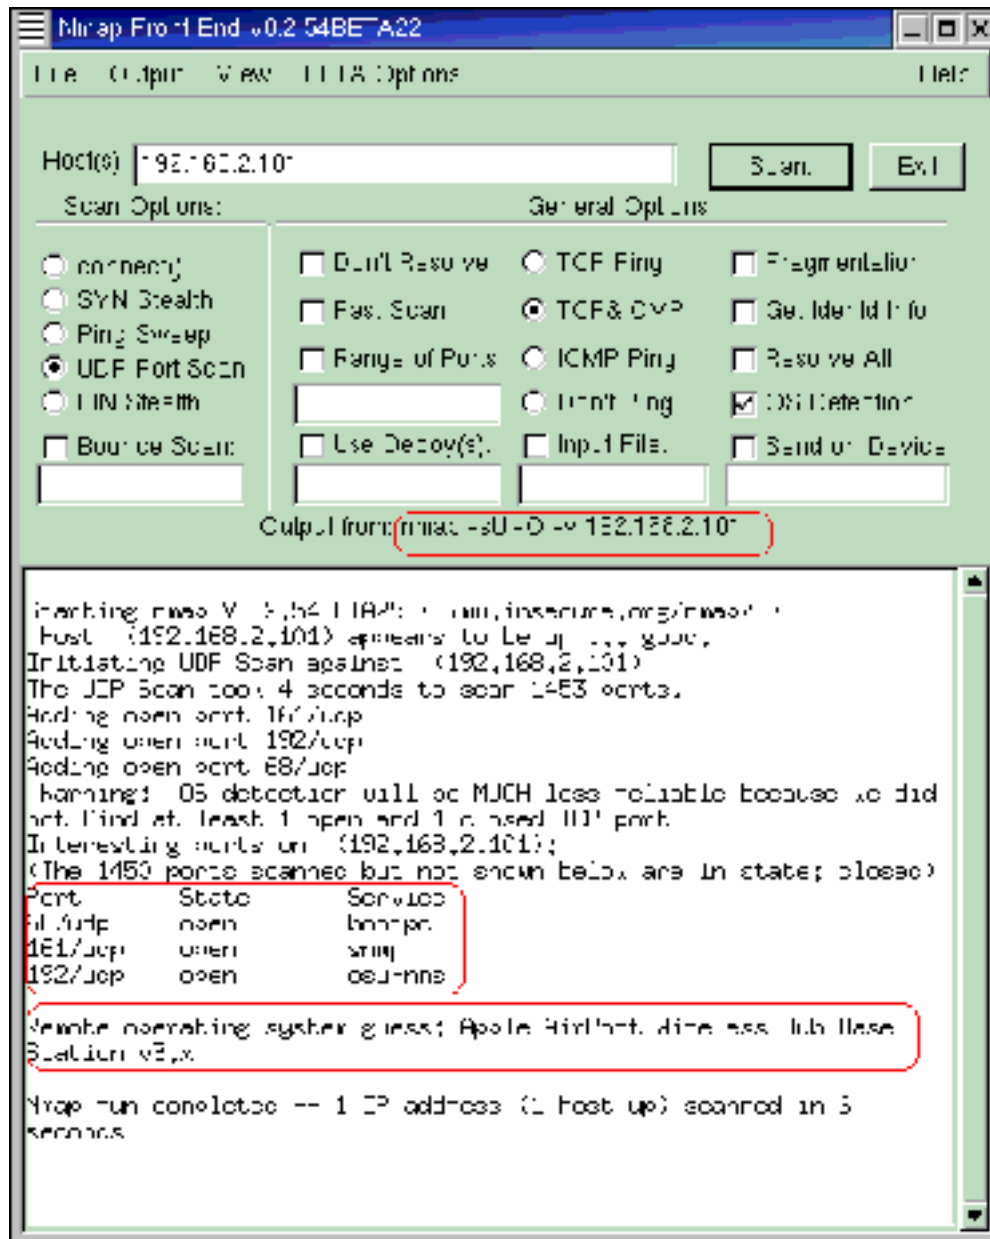 Nmap Front End v0.2.54BETA22
File Output View BETA Options Help
Host(s): 192.168.2.101 Scan. Exit
Scan Options: General Options
connect() Don't Resolve TCP Ping Fragmentation
SYN Stealth Fast Scan TCP&ICMP Get Identd Info
Ping Sweep Range of Ports ICMP Ping Resolve All
UDP Port Scan
FIN Stealth Don't Ping OS Detection
Bounce Scan: Use Decoy(s): Input File: Send on Device
Output from: nmap -sU -O -v 192.168.2.101
Starting nmap V. insecure.org/nmap/
Host (192.168.2.101) appears to be up ... good.
Initiating UDP Scan against (192.168.2.101)
The UDP Scan took 4 seconds to scan 1453 ports.
Adding open port 161/udp
Adding open port 192/udp
Adding open port 68/udp
Warning: OS detection will be MUCH less reliable because we did
not find at least 1 open and 1 closed TCP port
Interesting ports on (192.168.2.101):
(The 1450 ports scanned but not shown below are in state: closed)
Port State Service
68/udp open bootpc
161/udp open snmp
192/udp open osu-nms
Remote operating system guess: Apple AirPort Wireless Hub Base
Station v3.x
Nmap run completed -- 1 IP address (1 host up) scanned in 5
seconds